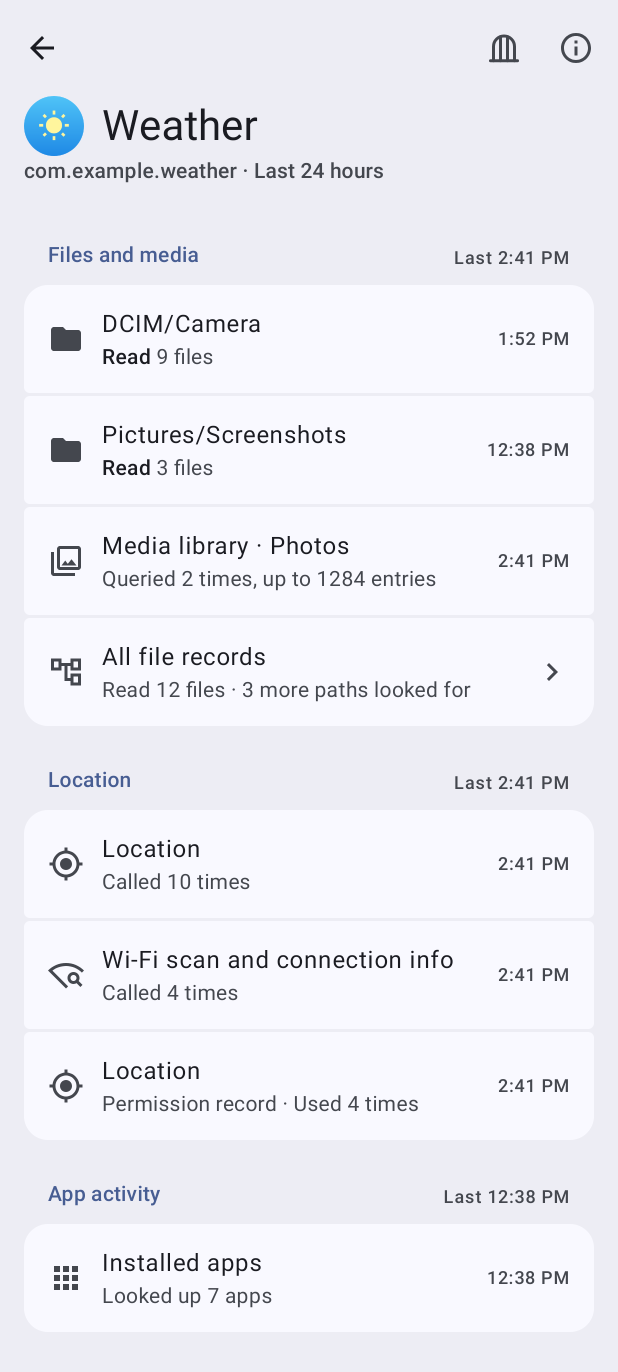 Weather
com.example.weather · Last 24 hours
Files and media
Last 2:41 PM
DCIM/Camera
1:52 PM
Read 9 files
Pictures/Screenshots
12:38 PM
Read 3 files
Media library · Photos
2:41 PM
Queried 2 times, up to 1284 entries
All file records
Read 12 files · 3 more paths looked for
Location
Last 2:41 PM
Location
2:41 PM
Called 10 times
Wi-Fi scan and connection info
2:41 PM
Called 4 times
Location
2:41 PM
Permission record · Used 4 times
App activity
Last 12:38 PM
Installed apps
12:38 PM
Looked up 7 apps